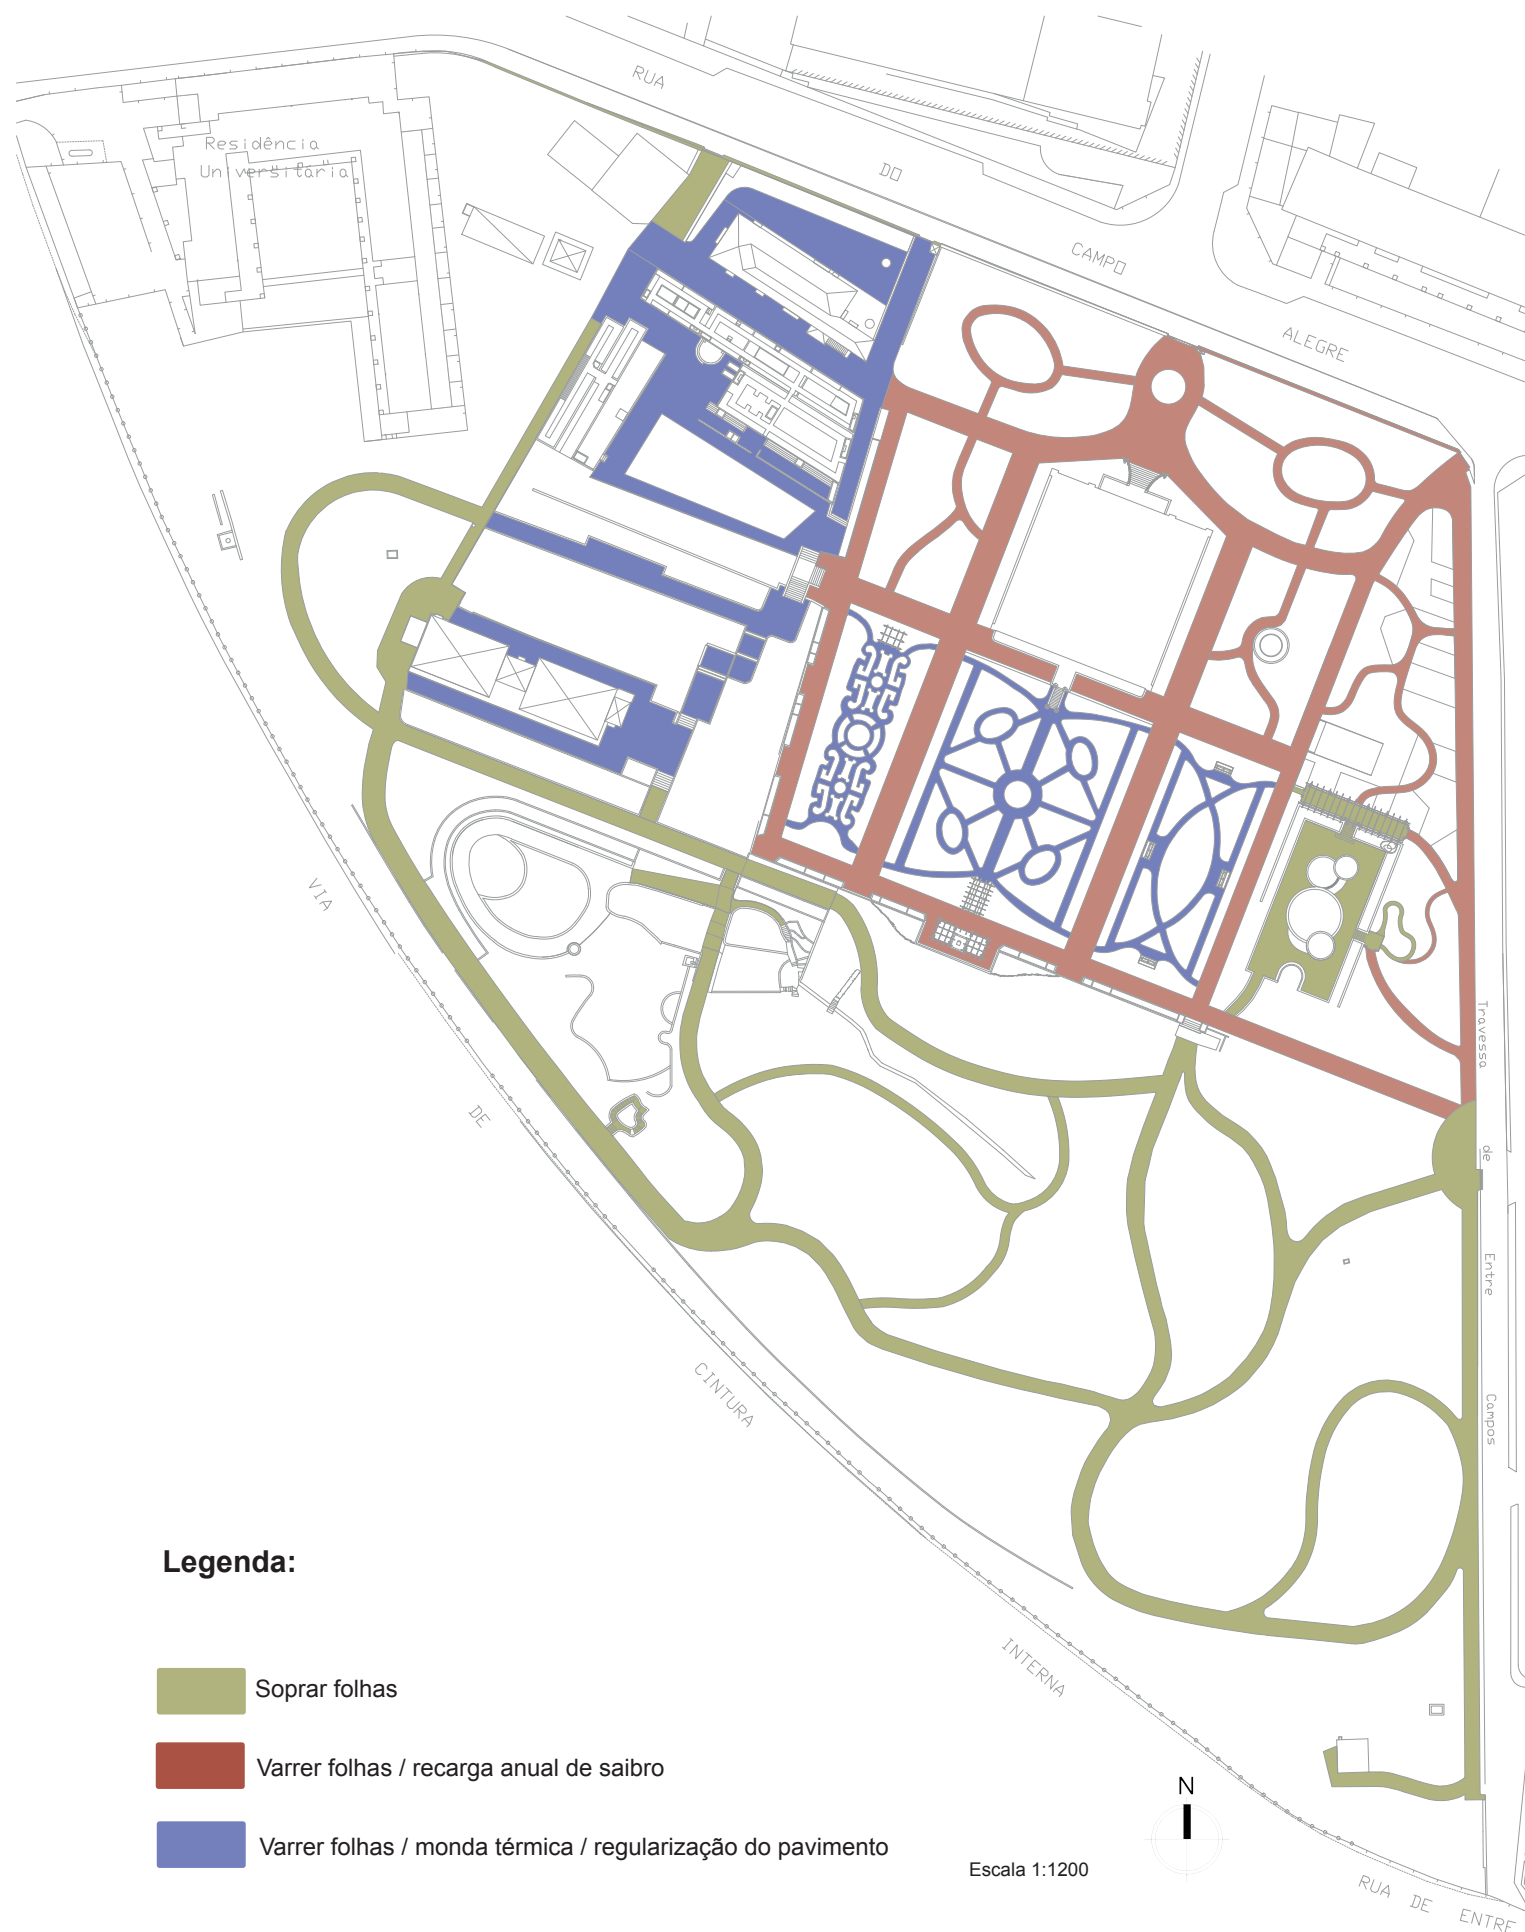 RUA
DO
CAMPO
ALEGRE
Residência
Universitária
VIA
DE
CINTURA
INTERNA
Travessa
de
Entre
Campos
Legenda:
Soprar folhas
Varrer folhas / recarga anual de saibro
Varrer folhas / monda térmica / regularização do pavimento
Escala 1:1200
N
RUA DE ENTRE